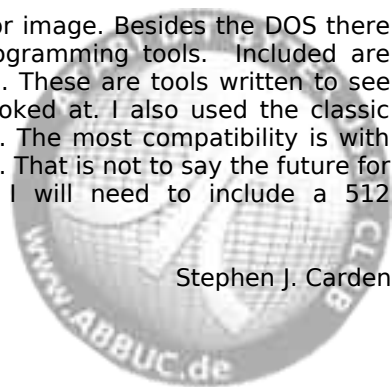 or image. Besides the DOS there
ogramming tools. Included are
. These are tools written to see
oked at. I also used the classic
. The most compatibility is with
. That is not to say the future for
I will need to include a 512
Stephen J. Carden
www.ABBUC.de
CLUB